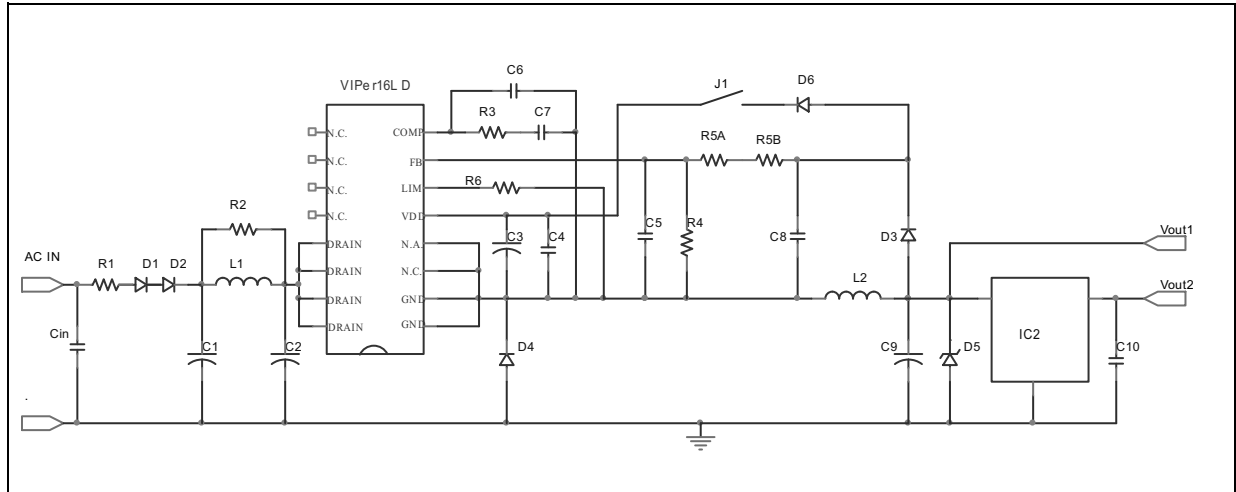 VIPer16L D
C6
R3
C7
J1
D6
R5A
R5B
N.C.
N.C.
N.C.
N.C.
DRAIN
DRAIN
DRAIN
DRAIN
COMP
FB
LIM
VDD
N.A.
N.C.
GND
GND
R6
R2
L1
AC IN
R1
D1
D2
Cin
C1
C2
C3
C4
D4
C5
R4
C8
L2
D3
C9
D5
IC2
C10
Vout1
Vout2
.